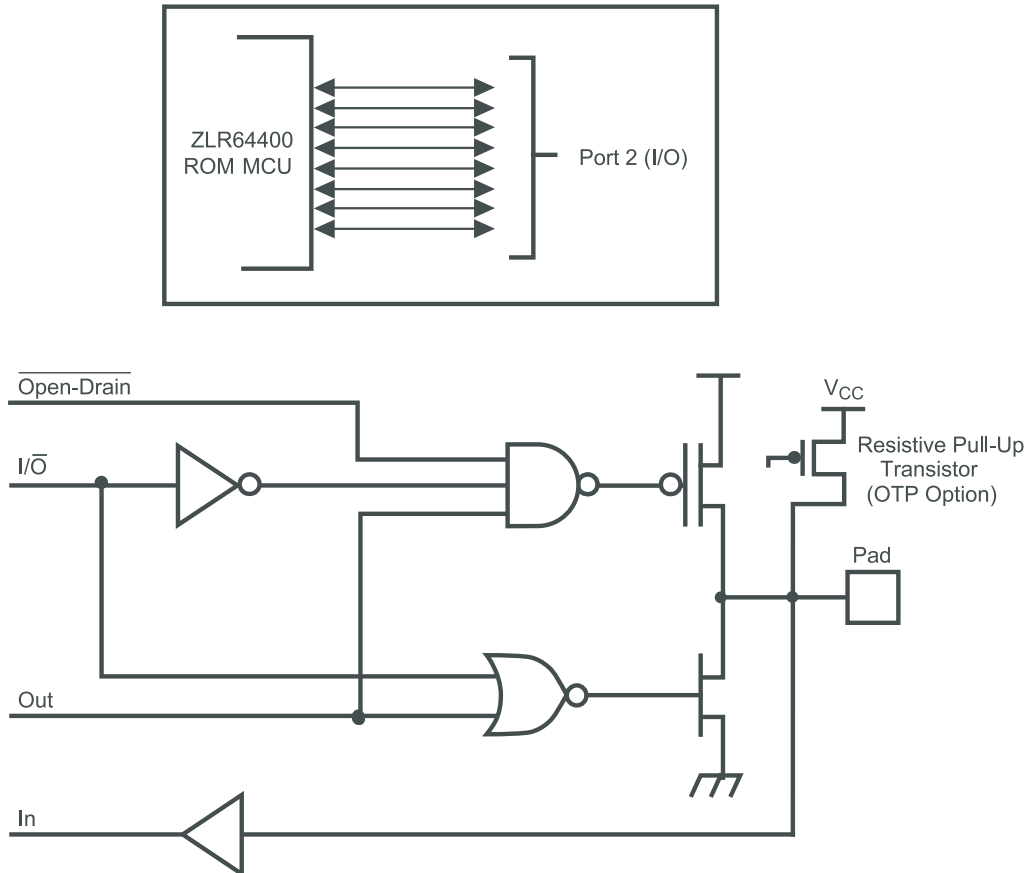 ZLR64400
ROM MCU
Port 2 (I/O)
Open-Drain
I/O
VCC
Resistive Pull-Up
Transistor
(OTP Option)
Pad
Out
In